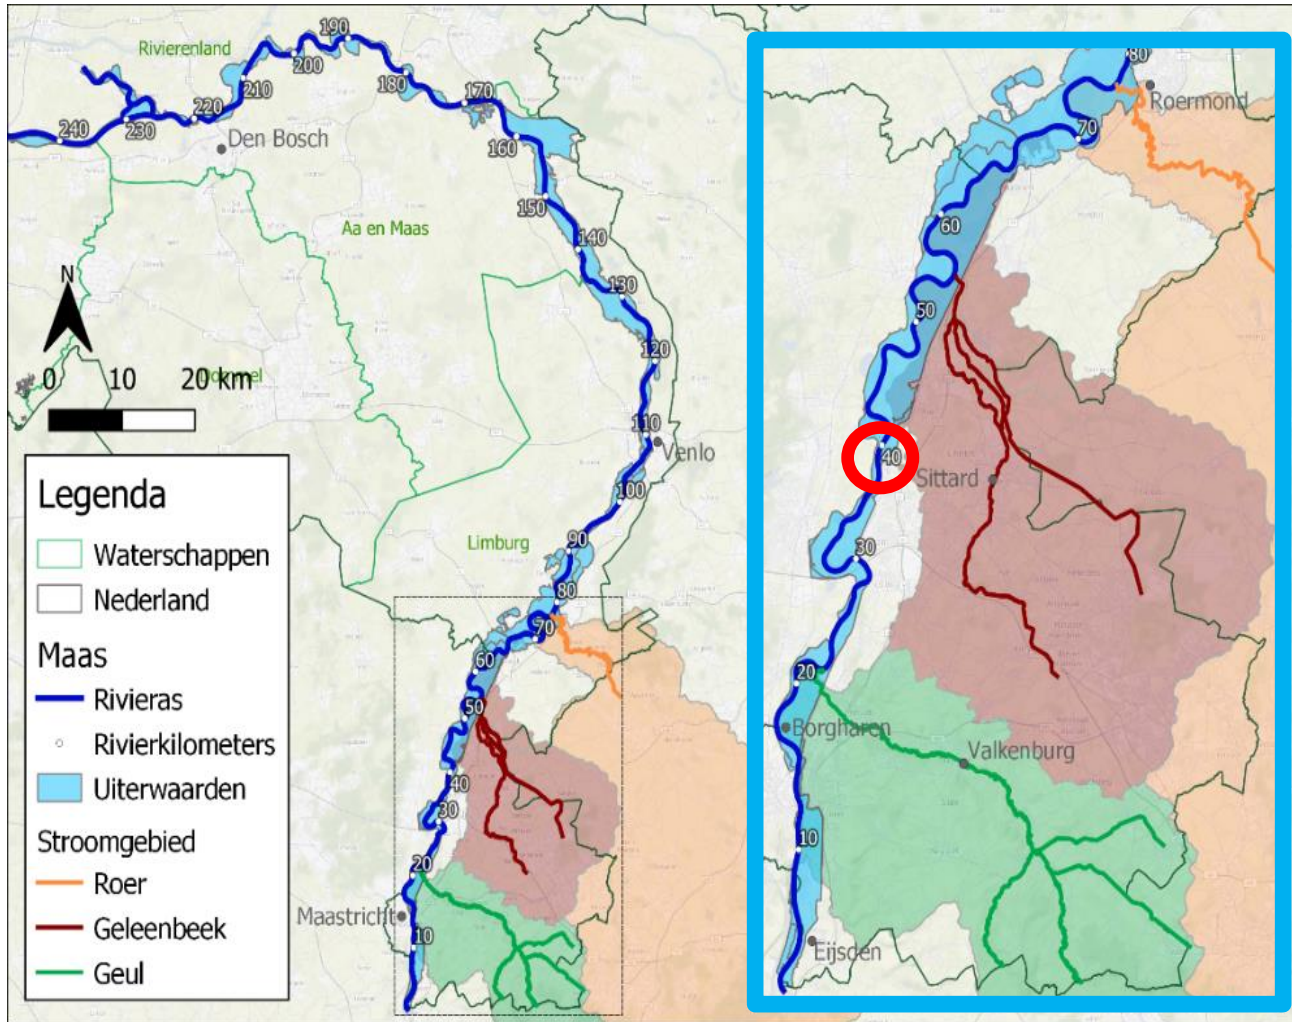 190
Rivierenland
200
180
210
170
220
240
230
Den Bosch
160
150
Aa en Maas
140
N
130
120
0 10 20 km
110
Venlo
100
Legenda
Waterschappen
Nederland
Maas
Rivieras
Rivierkilometers
Uiterwaarden
Stroomgebied
Roer
Geleenbeek
Geul
Limburg
90
80
70
60
50
40
30
20
Maastricht
10
80
Roermond
70
60
50
40
Sittard
30
20
Borgharen
Valkenburg
10
Eijsden